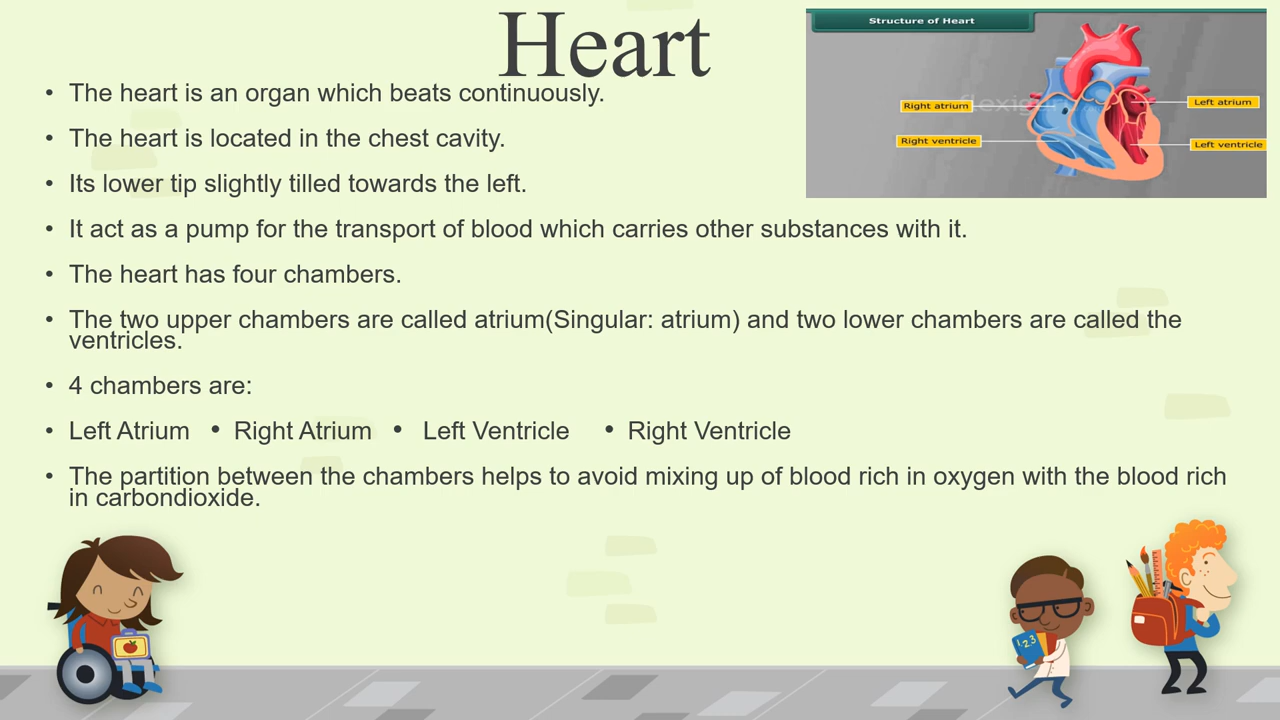 Heart
Structure of Heart
Right atrium
Left atrium
Right ventricle
Left ventricle
• The heart is an organ which beats continuously.
• The heart is located in the chest cavity.
• Its lower tip slightly tilled towards the left.
• It act as a pump for the transport of blood which carries other substances with it.
• The heart has four chambers.
• The two upper chambers are called atrium(Singular: atrium) and two lower chambers are called the
ventricles.
• 4 chambers are:
• Left Atrium • Right Atrium • Left Ventricle • Right Ventricle
• The partition between the chambers helps to avoid mixing up of blood rich in oxygen with the blood rich
in carbondioxide.
1 2 3